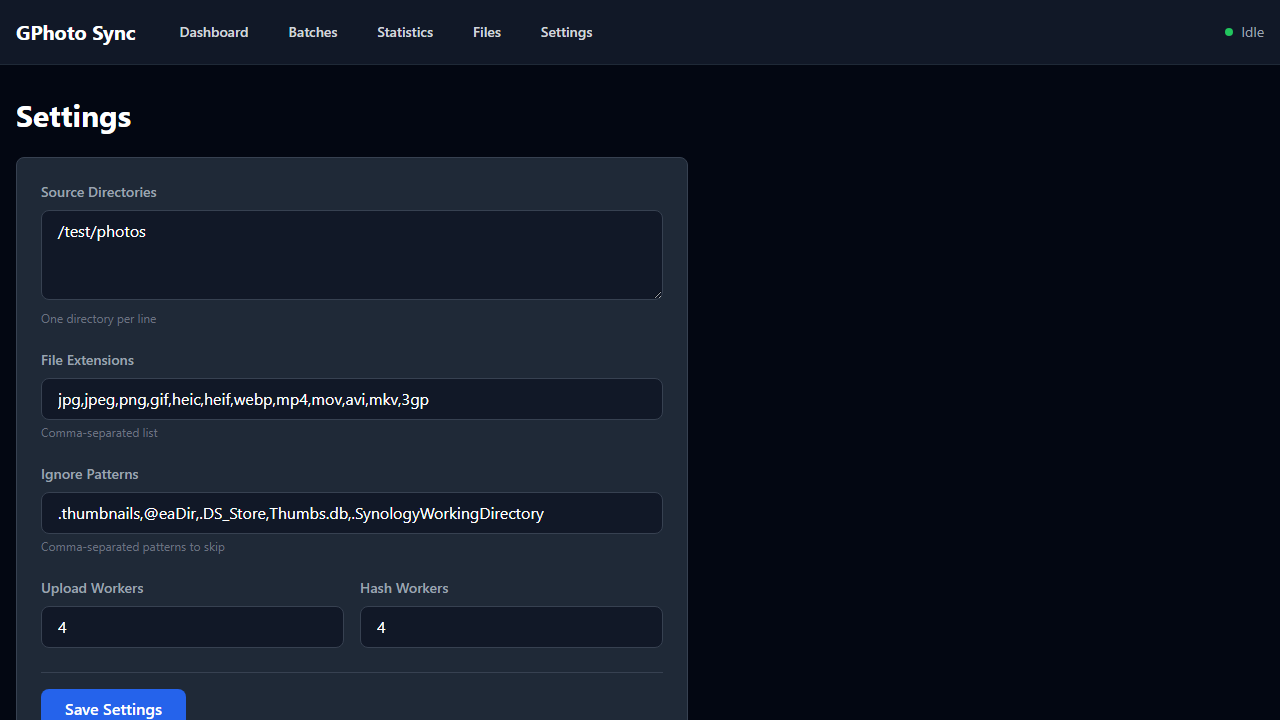 GPhoto Sync Dashboard Batches Statistics Files Settings Idle
Settings
Source Directories
/test/photos
One directory per line
File Extensions
jpg,jpeg,png,gif,heic,heif,webp,mp4,mov,avi,mkv,3gp
Comma-separated list
Ignore Patterns
.thumbnails,@eaDir,.DS_Store,Thumbs.db,.SynologyWorkingDirectory
Comma-separated patterns to skip
Upload Workers Hash Workers
4 4
Save Settings